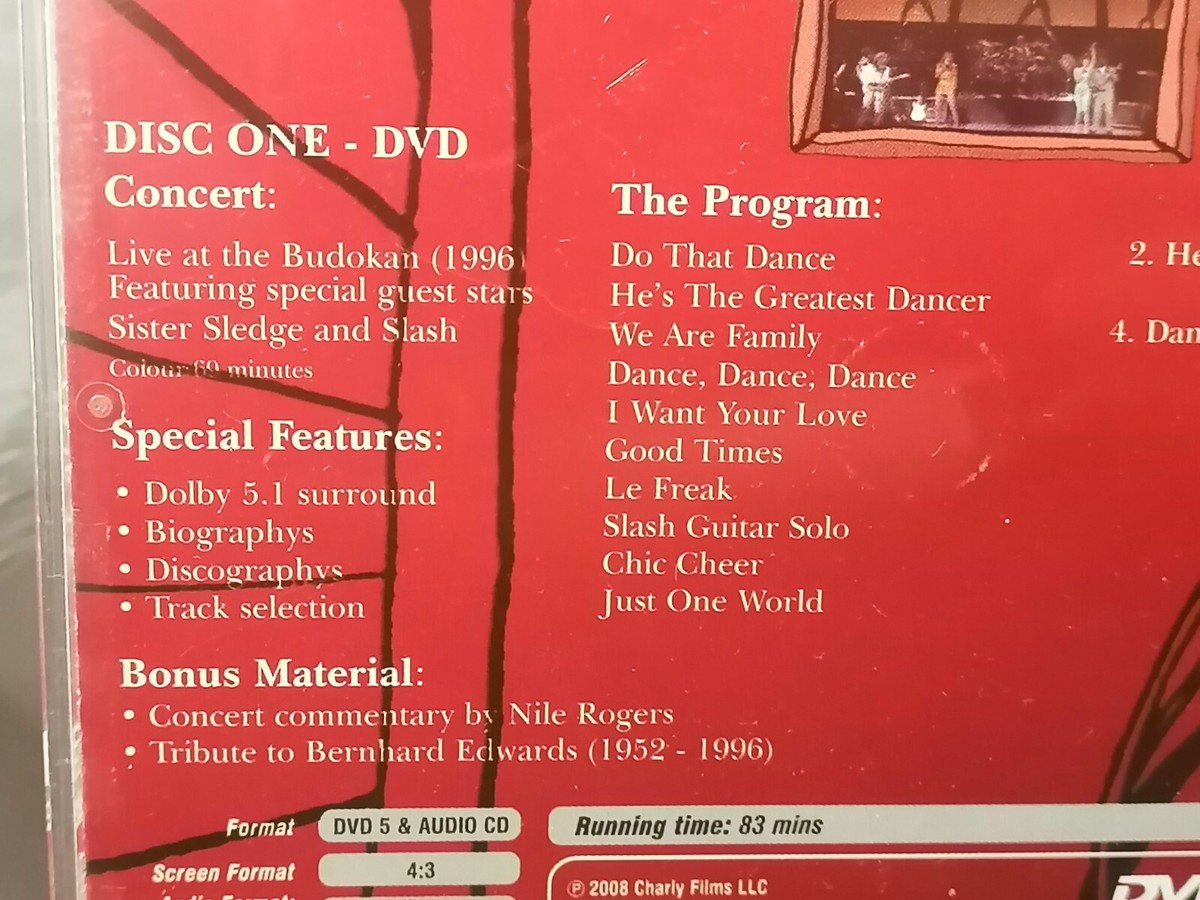 DISC ONE - DVD
Concert:
Live at the Budokan (1996)
Featuring special guest stars
Sister Sledge and Slash
Colour 69 minutes
Special Features:
• Dolby 5.1 surround
• Biographys
• Discographys
• Track selection
Bonus Material:
• Concert commentary by Nile Rogers
• Tribute to Bernhard Edwards (1952 - 1996)
The Program:
Do That Dance
He's The Greatest Dancer
We Are Family
Dance, Dance, Dance
I Want Your Love
Good Times
Le Freak
Slash Guitar Solo
Chic Cheer
Just One World
2. He
4. Dan
Format DVD 5 & AUDIO CD
Running time: 83 mins
Screen Format 4:3
℗ 2008 Charly Films LLC